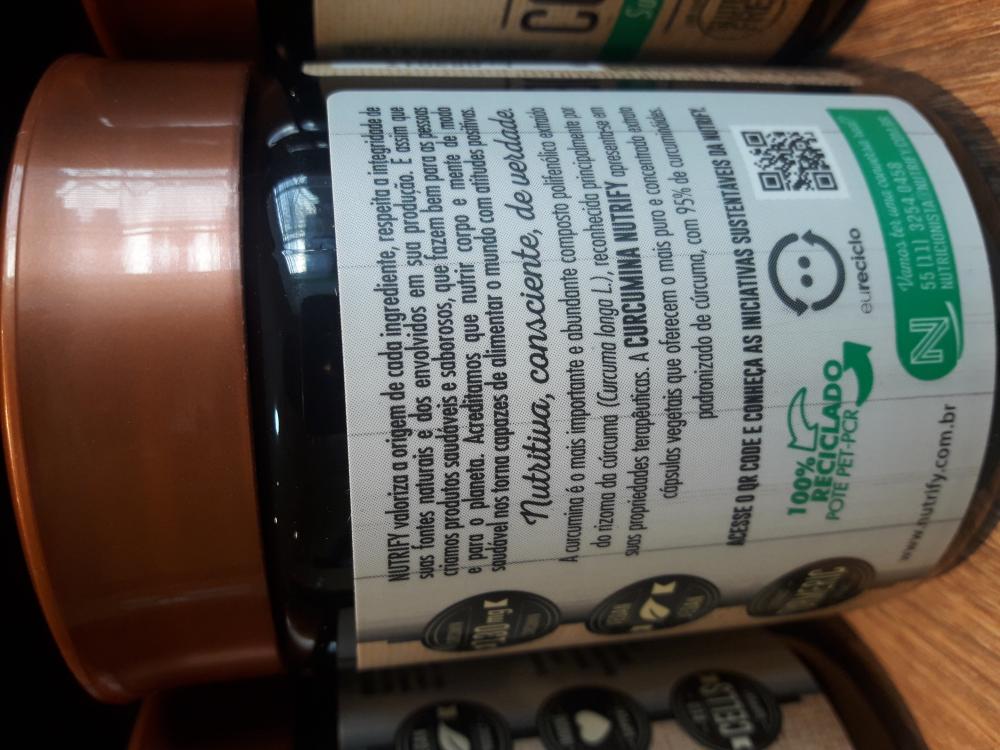 NUTRIFY valoriza a origem de cada ingrediente, respeita a integridade de
suas fontes naturais e dos envolvidos em sua produção. É assim que
criamos produtos saudáveis e saborosos, que fazem bem para as pessoas
e para o planeta. Acreditamos que nutrir corpo e mente de modo
saudável nos torna capazes de alimentar o mundo com atitudes positivas.
Nutritiva, consciente, de verdade.
A curcumina é o mais importante e abundante composto polifenólico extraído
do rizoma da cúrcuma (Curcuma longa L.), reconhecido principalmente por
suas propriedades terapêuticas. A CURCUMINA NUTRIFY apresenta-se em
cápsulas vegetais que oferecem o mais puro e concentrado extrato
padronizado de cúrcuma, com 95% de curcuminoides.
ACESSE O QR CODE E CONHEÇA AS INICIATIVAS SUSTENTÁVEIS DA NUTRIFY.
100%
RECICLADO
POTE PET-PCR
eureciclo
N
Vamos ter uma conversa
55 (11) 3254 0458
NUTRICIONISTA
www.nutrify.com.br
CELLS